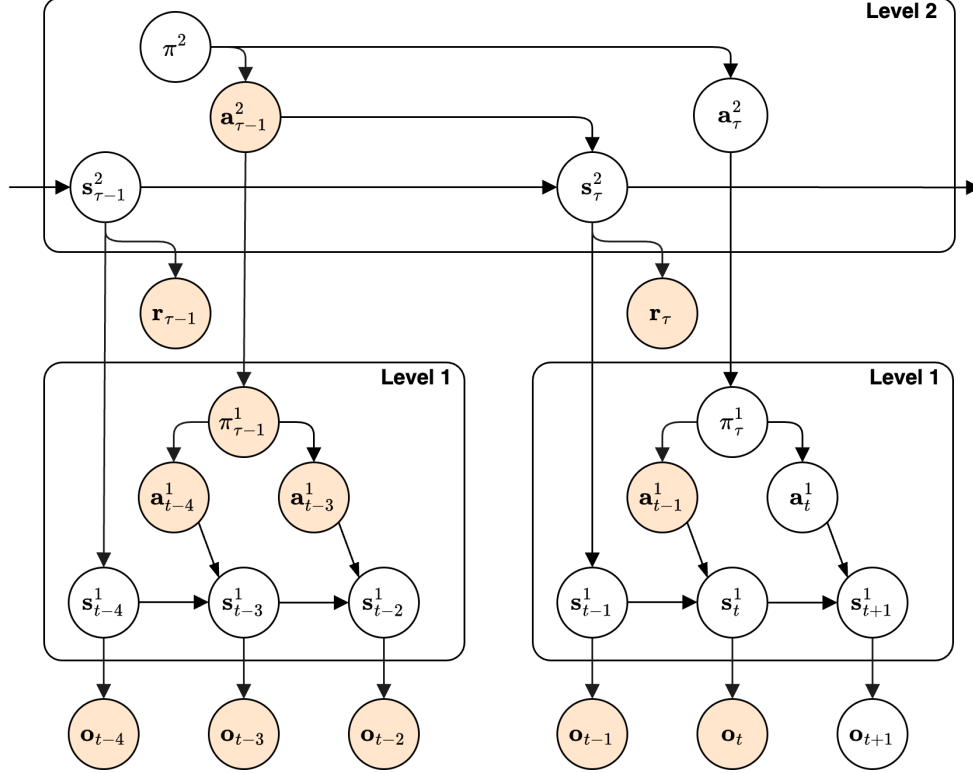 Level 2
π²
a²τ−1
a²τ
s²τ−1
s²τ
rτ−1
rτ
Level 1
Level 1
π¹τ−1
π¹τ
a¹t−4
a¹t−3
a¹t−1
a¹t
s¹t−4
s¹t−3
s¹t−2
s¹t−1
s¹t
s¹t+1
ot−4
ot−3
ot−2
ot−1
ot
ot+1